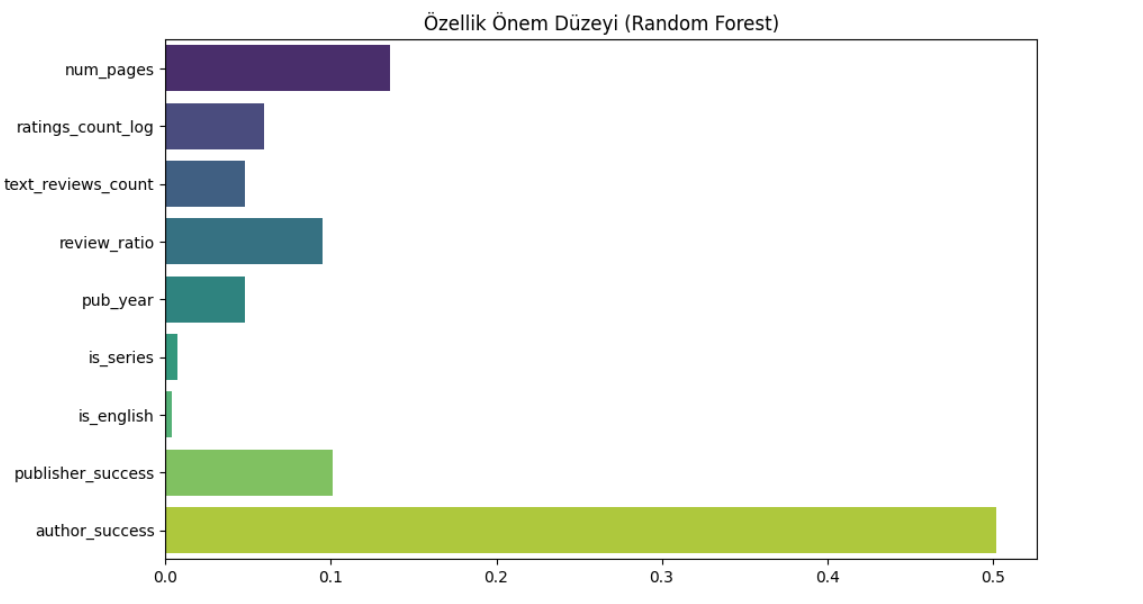 Özellik Önem Düzeyi (Random Forest)
num_pages
ratings_count_log
text_reviews_count
review_ratio
pub_year
is_series
is_english
publisher_success
author_success
0.0 0.1 0.2 0.3 0.4 0.5